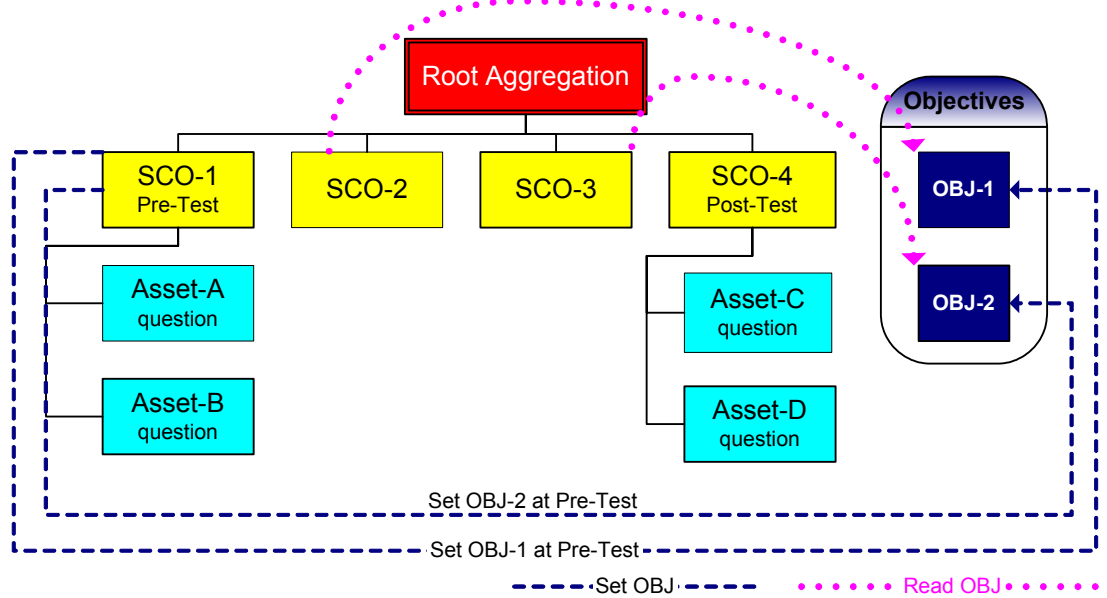 Root Aggregation
Objectives
SCO-1
Pre-Test
SCO-2
SCO-3
SCO-4
Post-Test
OBJ-1
Asset-A
question
Asset-C
question
OBJ-2
Asset-B
question
Asset-D
question
Set OBJ-2 at Pre-Test
Set OBJ-1 at Pre-Test
Set OBJ
Read OBJ